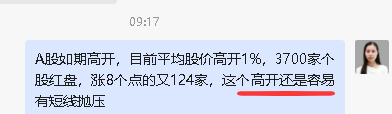 09:17
A股如期高开，目前平均股价高开1%，3700家个
股红盘，涨8个点的又124家，这个高开还是容易
有短线抛压